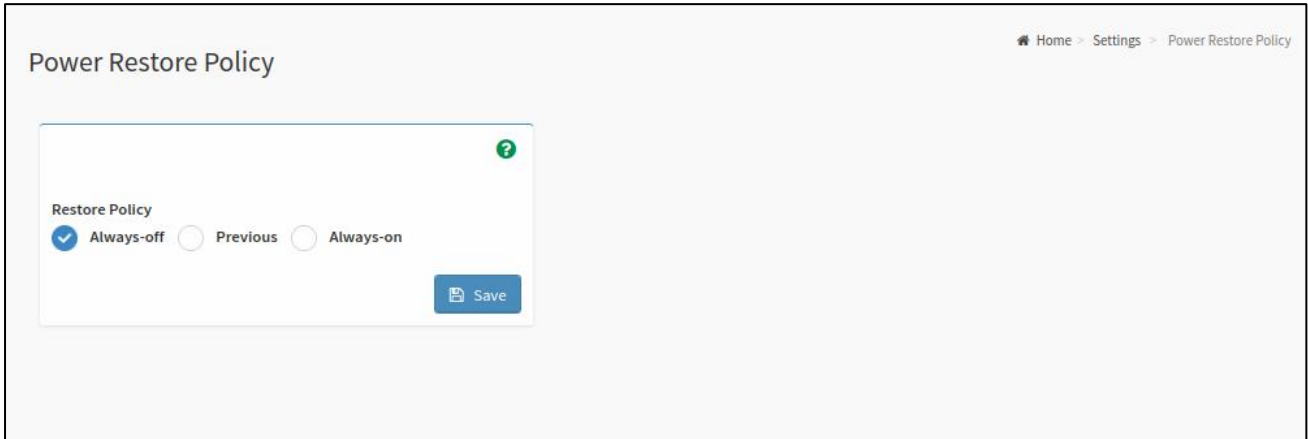 Home > Settings > Power Restore Policy
Power Restore Policy
?
Restore Policy
Always-off Previous Always-on
Save